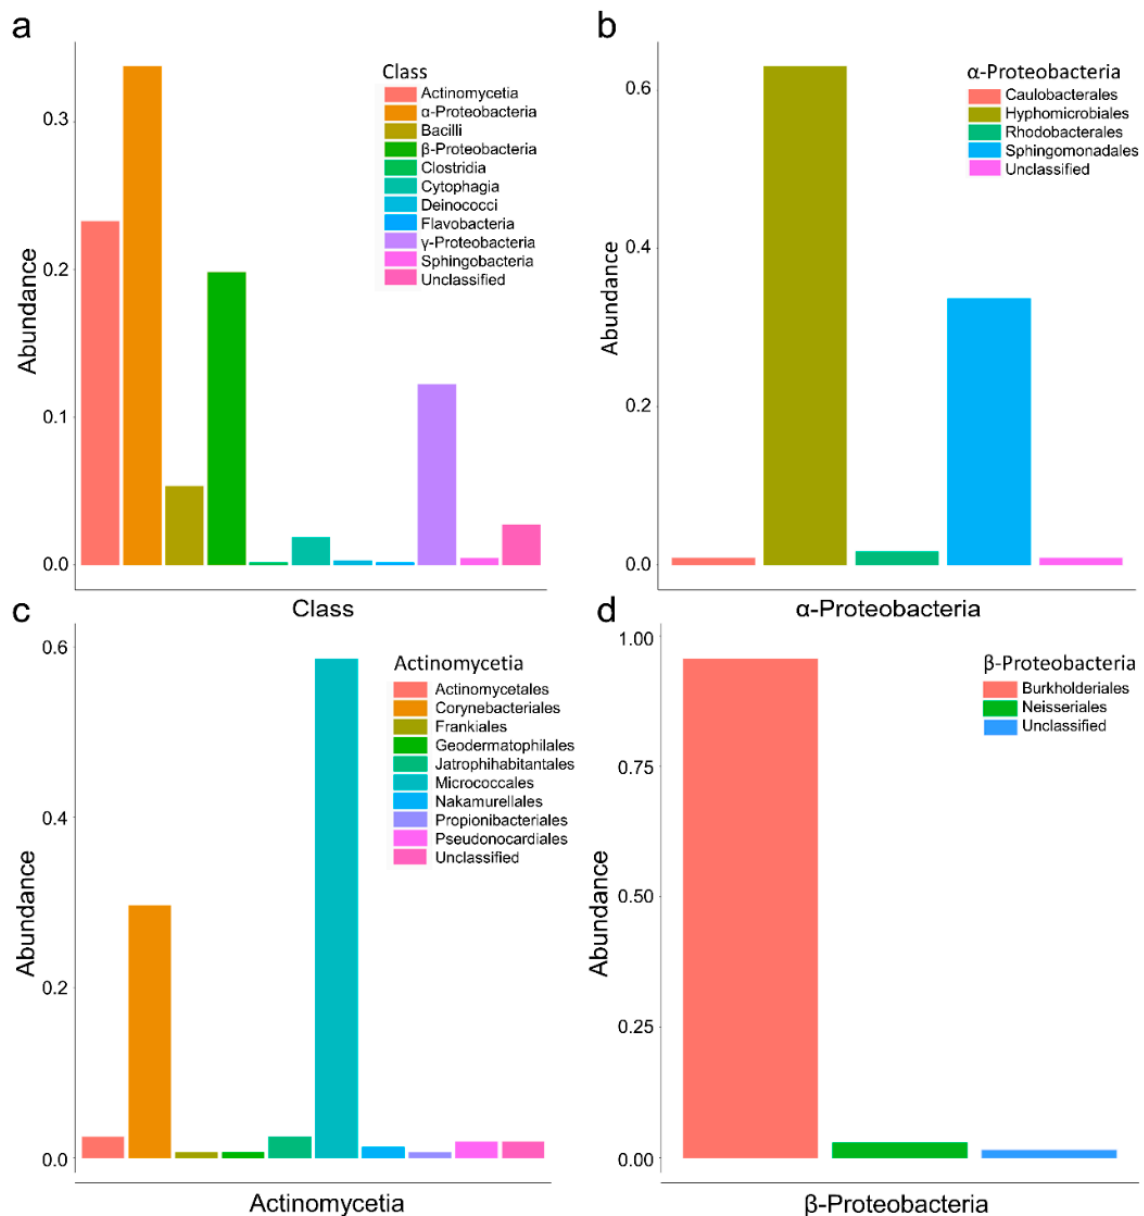 a
Class
Actinomycetia
α-Proteobacteria
Bacilli
β-Proteobacteria
Clostridia
Cytophagia
Deinococci
Flavobacteria
γ-Proteobacteria
Sphingobacteria
Unclassified
0.3
0.2
0.1
0.0
Abundance
Class
b
α-Proteobacteria
Caulobacterales
Hyphomicrobiales
Rhodobacterales
Sphingomonadales
Unclassified
0.6
0.4
0.2
0.0
Abundance
α-Proteobacteria
c
Actinomycetia
Actinomycetales
Corynebacteriales
Frankiales
Geodermatophilales
Jatrophihabitantales
Micrococcales
Nakamurellales
Propionibacteriales
Pseudonocardiales
Unclassified
0.6
0.4
0.2
0.0
Abundance
Actinomycetia
d
β-Proteobacteria
Burkholderiales
Neisseriales
Unclassified
1.00
0.75
0.50
0.25
0.00
Abundance
β-Proteobacteria